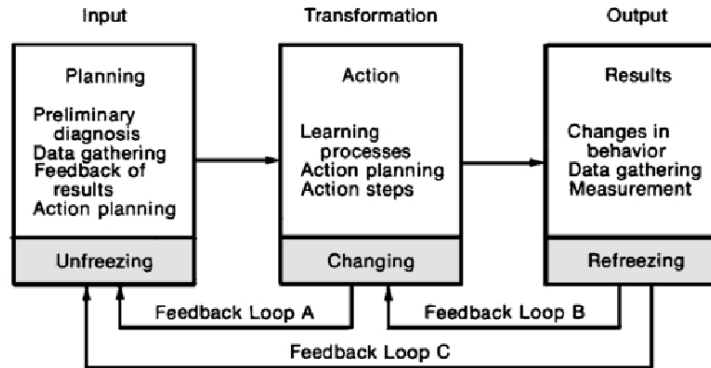 Input
Transformation
Output
Planning
Preliminary
diagnosis
Data gathering
Feedback of
results
Action planning
Unfreezing
Action
Learning
processes
Action planning
Action steps
Changing
Results
Changes in
behavior
Data gathering
Measurement
Refreezing
Feedback Loop A
Feedback Loop B
Feedback Loop C